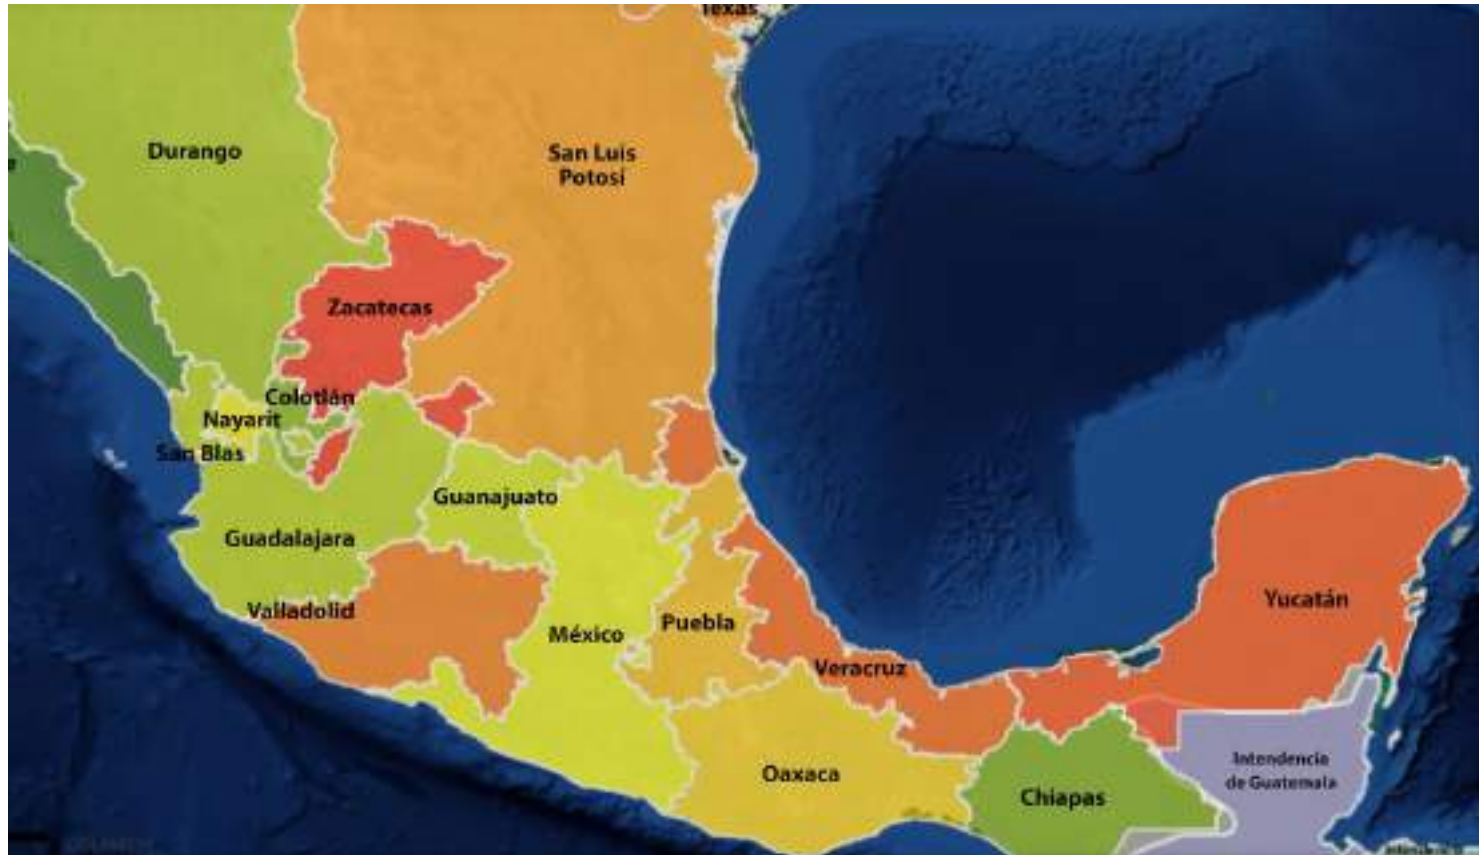 Texas
Durango
San Luis
Potosí
Zacatecas
Colotlán
Nayarit
San Blas
Guanajuato
Guadalajara
Valladolid
México
Puebla
Yucatán
Veracruz
Intendencia
de Guatemala
Oaxaca
Chiapas